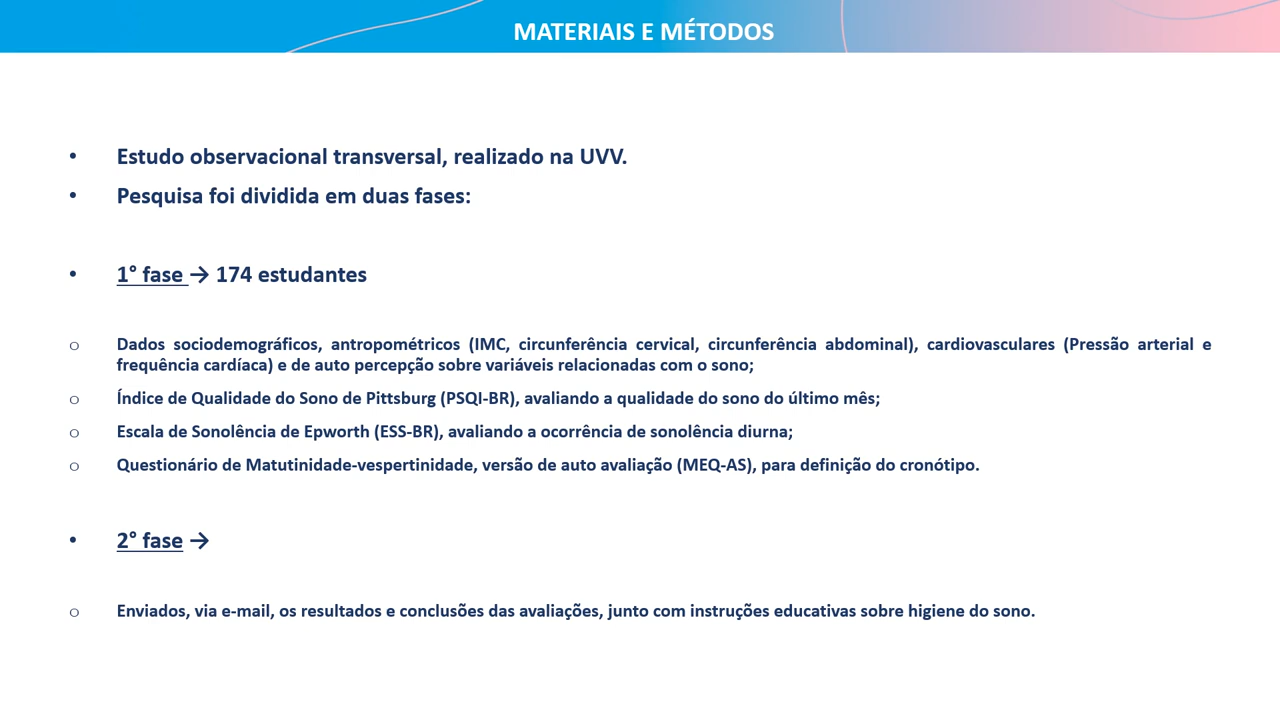 MATERIAIS E MÉTODOS
• Estudo observacional transversal, realizado na UVV.
• Pesquisa foi dividida em duas fases:
• 1° fase → 174 estudantes
o Dados sociodemográficos, antropométricos (IMC, circunferência cervical, circunferência abdominal), cardiovasculares (Pressão arterial e
frequência cardíaca) e de auto percepção sobre variáveis relacionadas com o sono;
o Índice de Qualidade do Sono de Pittsburg (PSQI-BR), avaliando a qualidade do sono do último mês;
o Escala de Sonolência de Epworth (ESS-BR), avaliando a ocorrência de sonolência diurna;
o Questionário de Matutinidade-vespertinidade, versão de auto avaliação (MEQ-AS), para definição do cronótipo.
• 2° fase →
o Enviados, via e-mail, os resultados e conclusões das avaliações, junto com instruções educativas sobre higiene do sono.